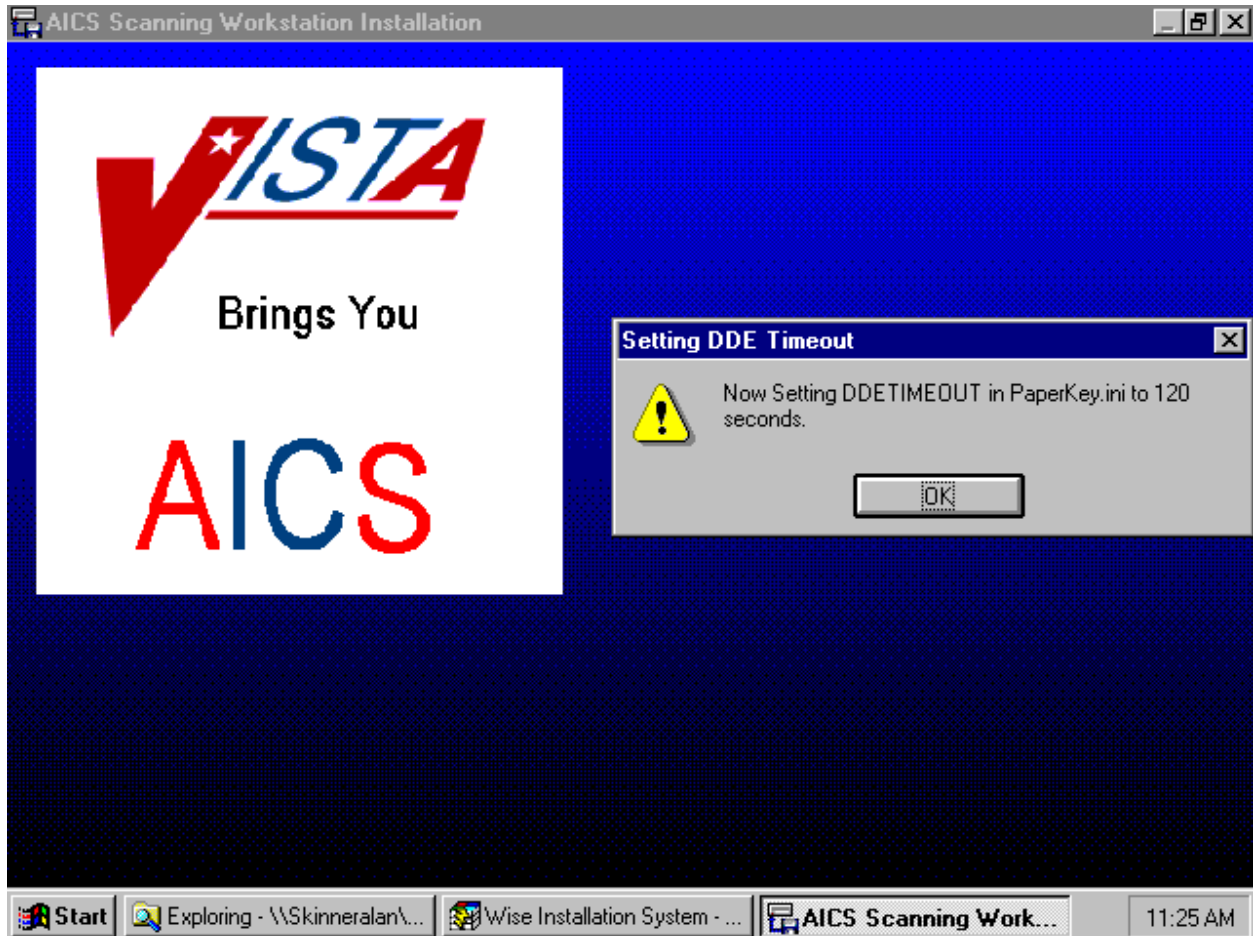 AICS Scanning Workstation Installation
VISTA
Brings You
AICS
Setting DDE Timeout
Now Setting DDETIMEOUT in PaperKey.ini to 120
seconds.
OK
Start
Exploring - \\Skinneralan\...
Wise Installation System - ...
AICS Scanning Work...
11:25 AM